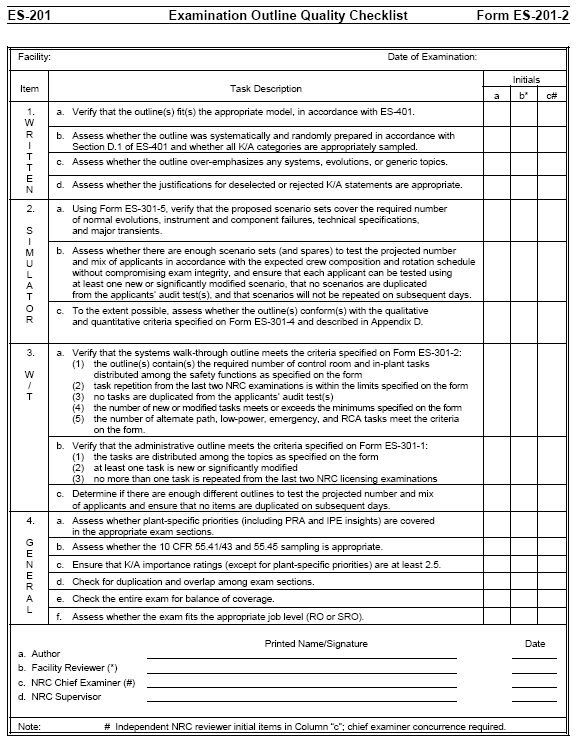 ES-201 Examination Outline Quality Checklist Form ES-201-2
Facility: Date of Examination:
Item Task Description Initials
a b* c#
1. WRITTEN
a. Verify that the outline(s) fit(s) the appropriate model, in accordance with ES-401.
b. Assess whether the outline was systematically and randomly prepared in accordance with
Section D.1 of ES-401 and whether all K/A categories are appropriately sampled.
c. Assess whether the outline over-emphasizes any systems, evolutions, or generic topics.
d. Assess whether the justifications for deselected or rejected K/A statements are appropriate.
2. SIMULATOR
a. Using Form ES-301-5, verify that the proposed scenario sets cover the required number
of normal evolutions, instrument and component failures, technical specifications,
and major transients.
b. Assess whether there are enough scenario sets (and spares) to test the projected number
and mix of applicants in accordance with the expected crew composition and rotation schedule
without compromising exam integrity, and ensure that each applicant can be tested using
at least one new or significantly modified scenario, that no scenarios are duplicated
from the applicants' audit test(s), and that scenarios will not be repeated on subsequent days.
c. To the extent possible, assess whether the outline(s) conform(s) with the qualitative
and quantitative criteria specified on Form ES-301-4 and described in Appendix D.
3. W/T
a. Verify that the systems walk-through outline meets the criteria specified on Form ES-301-2:
(1) the outline(s) contain(s) the required number of control room and in-plant tasks
distributed among the safety functions as specified on the form
(2) task repetition from the last two NRC examinations is within the limits specified on the form
(3) no tasks are duplicated from the applicants' audit test(s)
(4) the number of new or modified tasks meets or exceeds the minimums specified on the form
(5) the number of alternate path, low-power, emergency, and RCA tasks meet the criteria
on the form.
b. Verify that the administrative outline meets the criteria specified on Form ES-301-1:
(1) the tasks are distributed among the topics as specified on the form
(2) at least one task is new or significantly modified
(3) no more than one task is repeated from the last two NRC licensing examinations
c. Determine if there are enough different outlines to test the projected number and mix
of applicants and ensure that no items are duplicated on subsequent days.
4. GENERAL
a. Assess whether plant-specific priorities (including PRA and IPE insights) are covered
in the appropriate exam sections.
b. Assess whether the 10 CFR 55.41/43 and 55.45 sampling is appropriate.
c. Ensure that K/A importance ratings (except for plant-specific priorities) are at least 2.5.
d. Check for duplication and overlap among exam sections.
e. Check the entire exam for balance of coverage.
f. Assess whether the exam fits the appropriate job level (RO or SRO).
Printed Name/Signature Date
a. Author
b. Facility Reviewer (*)
c. NRC Chief Examiner (#)
d. NRC Supervisor
Note: # Independent NRC reviewer initial items in Column "c"; chief examiner concurrence required.